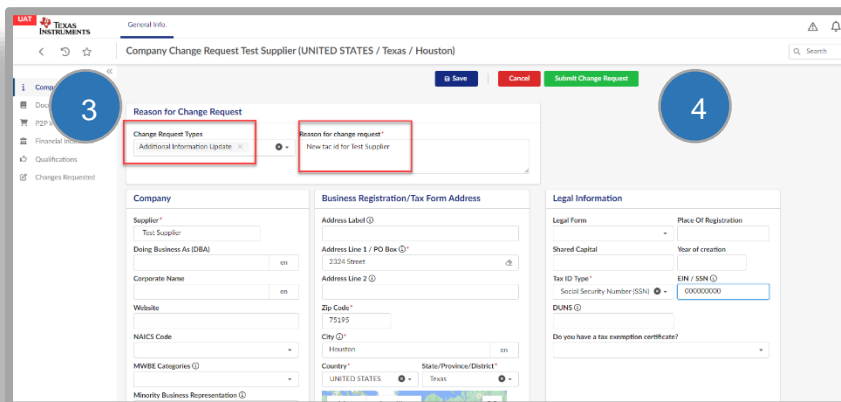 UAT
TEXAS INSTRUMENTS
General Info.
Company Change Request Test Supplier (UNITED STATES / Texas / Houston)
Search
Save
Cancel
Submit Change Request
3
4
Financial
Qualifications
Changes Requested
Reason for Change Request
Change Request Types
Additional Information Update
Reason for change request*
New tac id for Test Supplier
Company
Supplier*
Test Supplier
Doing Business As (DBA)
en
Corporate Name
en
Website
NAICS Code
MWBE Categories
Minority Business Representation
Business Registration/Tax Form Address
Address Label
Address Line 1 / PO Box *
2324 Street
Address Line 2
Zip Code*
75195
City *
Houston
en
Country*
UNITED STATES
State/Province/District*
Texas
Legal Information
Legal Form
Place Of Registration
Shared Capital
Year of creation
Tax ID Type*
Social Security Number (SSN)
EIN / SSN
000000000
DUNS
Do you have a tax exemption certificate?